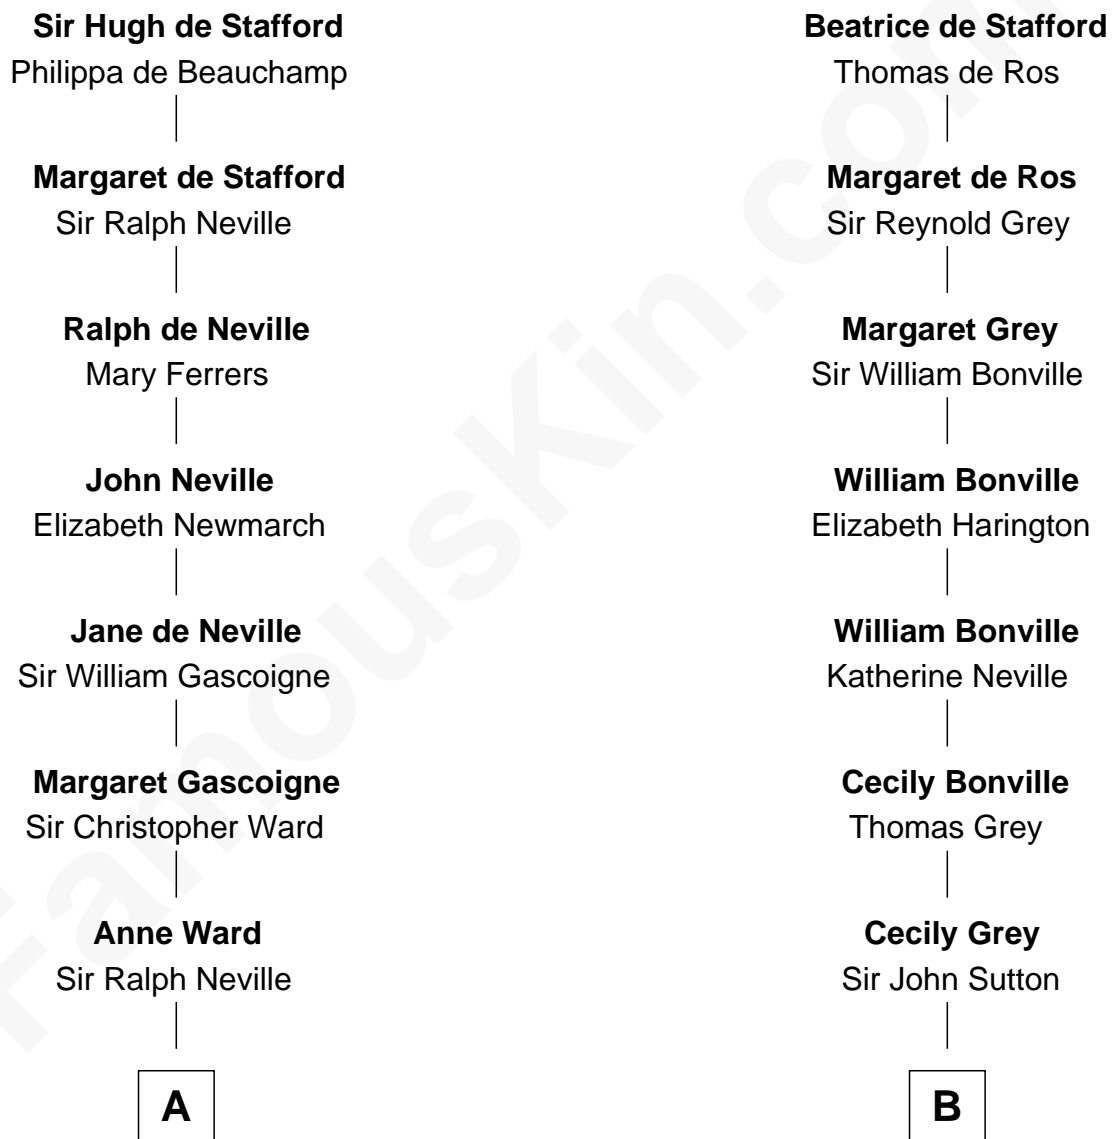 Sir Hugh de Stafford
Philippa de Beauchamp
Margaret de Stafford
Sir Ralph Neville
Ralph de Neville
Mary Ferrers
John Neville
Elizabeth Newmarch
Jane de Neville
Sir William Gascoigne
Margaret Gascoigne
Sir Christopher Ward
Anne Ward
Sir Ralph Neville
A
Beatrice de Stafford
Thomas de Ros
Margaret de Ros
Sir Reynold Grey
Margaret Grey
Sir William Bonville
William Bonville
Elizabeth Harington
William Bonville
Katherine Neville
Cecily Bonville
Thomas Grey
Cecily Grey
Sir John Sutton
B
FamousKin.com